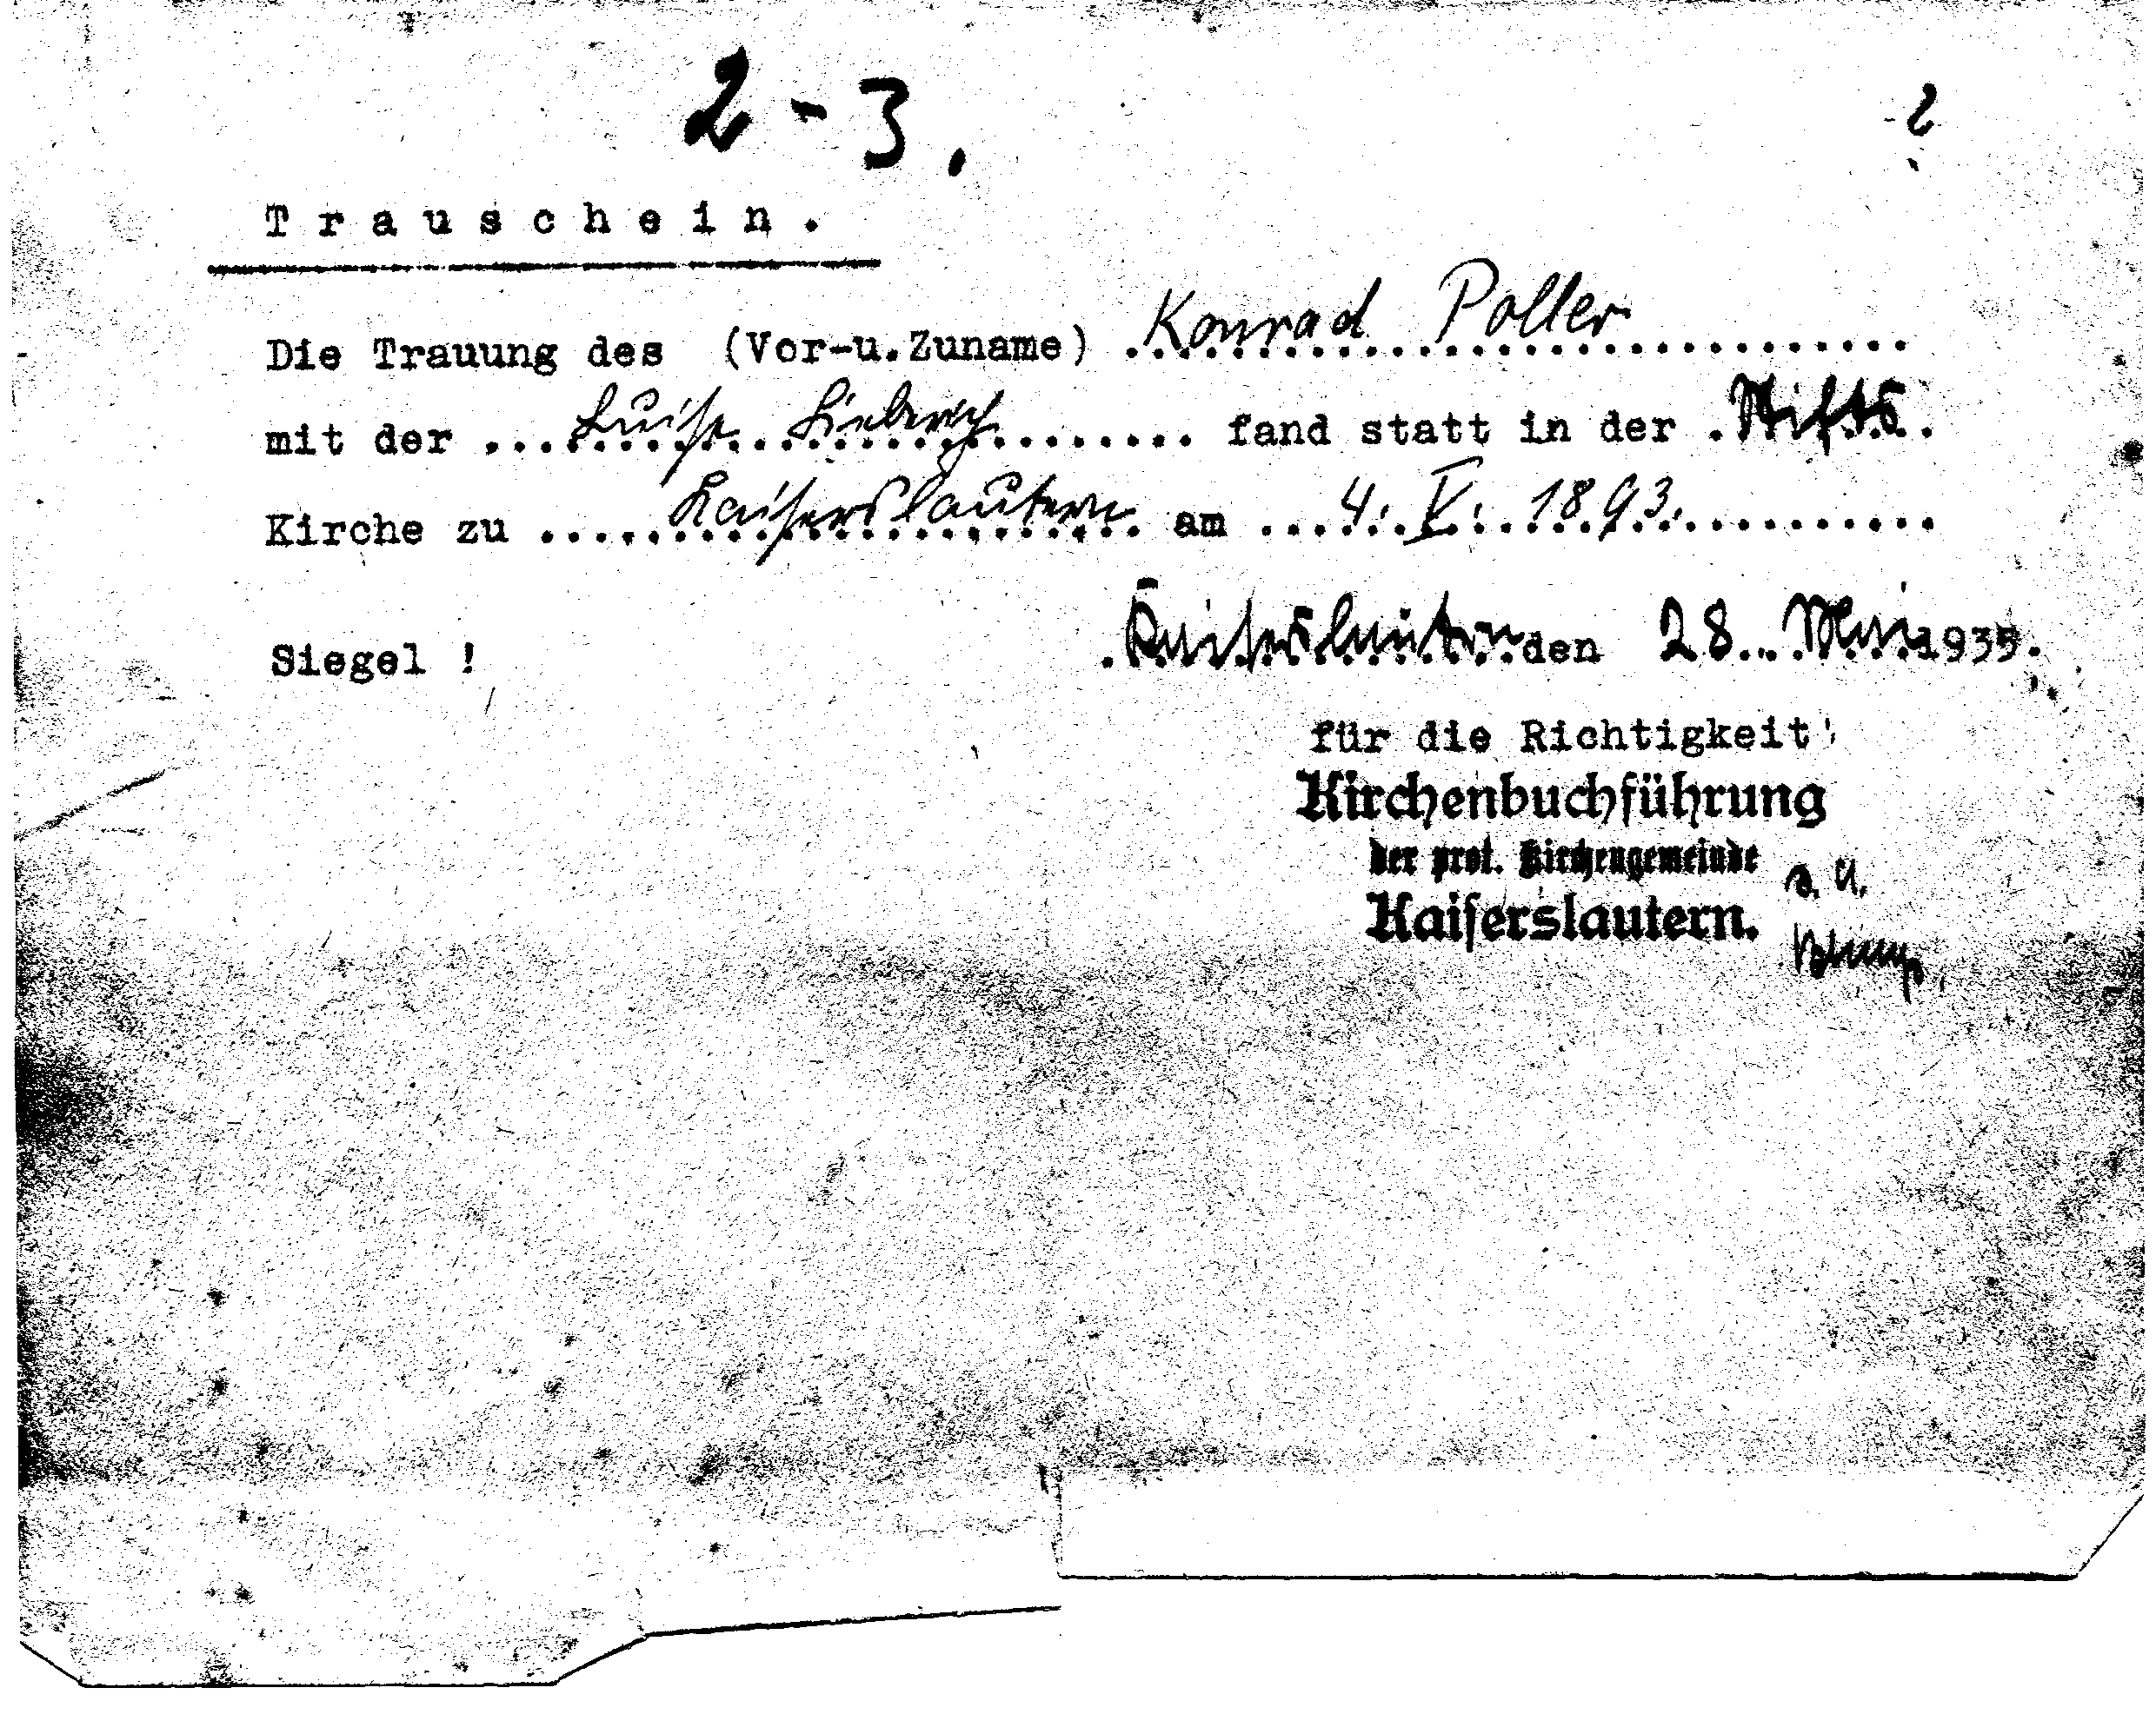 2-3.
2.
Trauschein.
Die Trauung des (Vor-u.Zuname) Konrad Poller
mit der Luise Lieberich fand statt in der Stifts
Kirche zu Kaiserslautern am 4. V. 1893.
Siegel ! Kaiserslautern den 28. Mai 1935.
für die Richtigkeit
Kirchenbuchführung
der prot. Kirchengemeinde
Kaiserslautern.